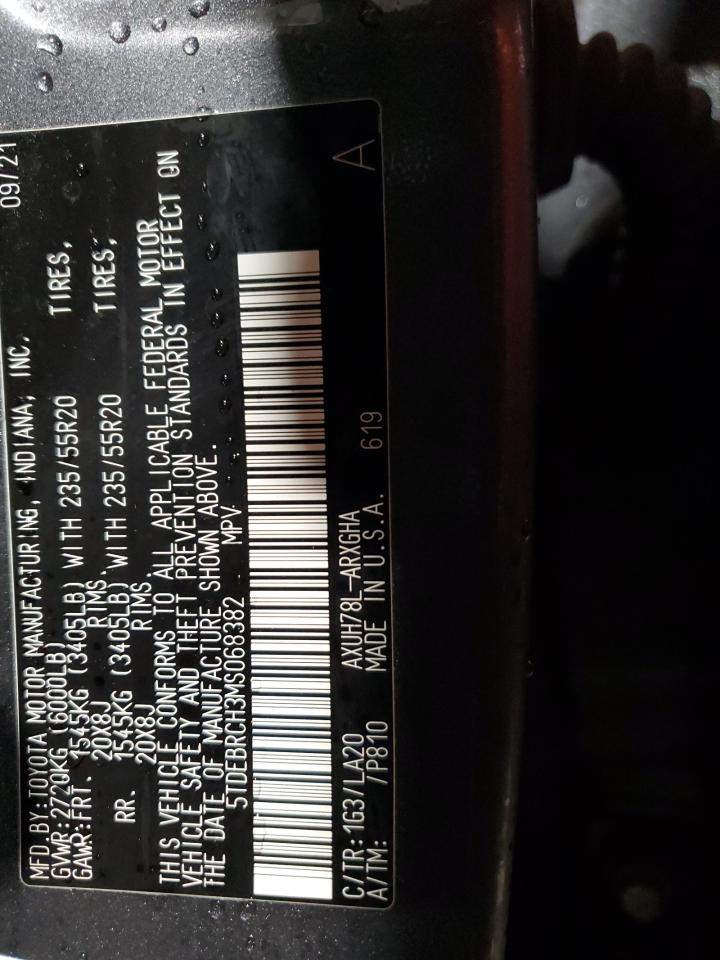 MFD.BY:TOYOTA MOTOR MANUFACTURING, INDIANA, INC. 09/21
GVWR:2720KG (6000LB)
GAWR:FRT. 1545KG (3405LB) WITH 235/55R20 TIRES,
20X8J RIMS.
RR. 1545KG (3405LB) WITH 235/55R20 TIRES,
20X8J RIMS.
THIS VEHICLE CONFORMS TO ALL APPLICABLE FEDERAL MOTOR
VEHICLE SAFETY AND THEFT PREVENTION STANDARDS IN EFFECT ON
THE DATE OF MANUFACTURE SHOWN ABOVE.
5TDEBRCH3MS068382 MPV
C/TR:1G3/LA20 AXUH78L-ARXGHA A
A/TM: /P810 MADE IN U.S.A. 619